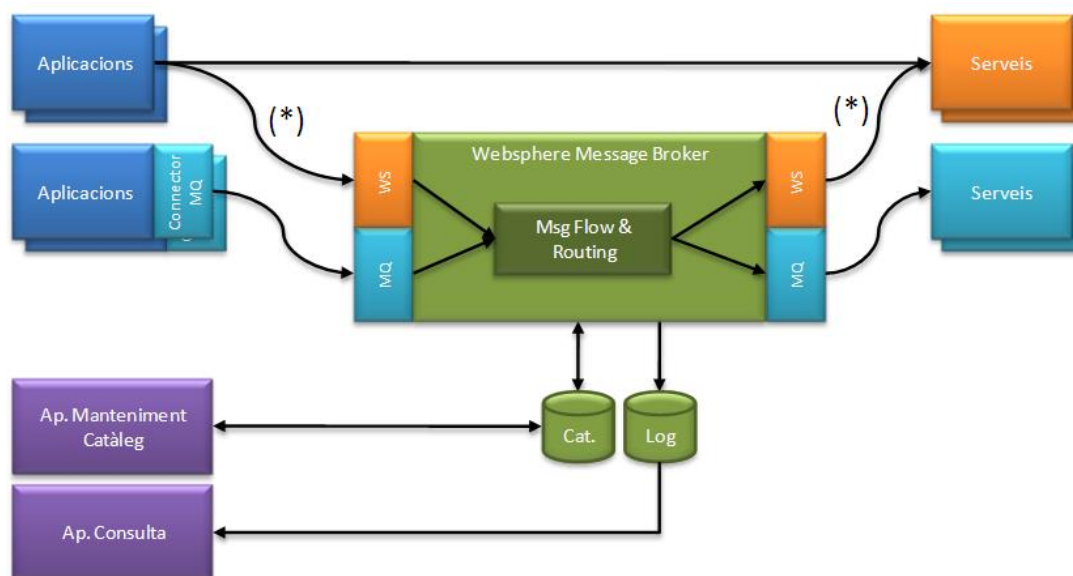 Aplicacions
Serveis
(*)
(*)
Websphere Message Broker
Aplicacions
Connector
MQ
WS
WS
Serveis
Msg Flow &
Routing
MQ
MQ
Ap. Manteniment
Catàleg
Cat.
Log
Ap. Consulta